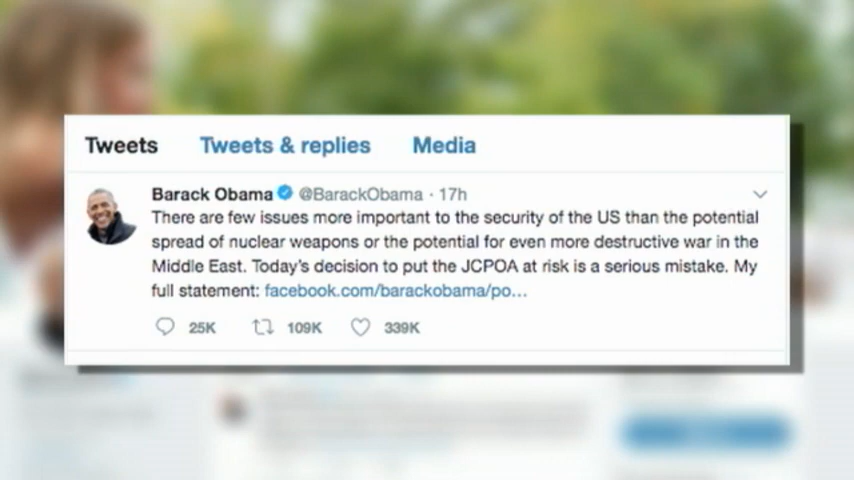 Tweets Tweets & replies Media
Barack Obama @BarackObama · 17h
There are few issues more important to the security of the US than the potential
spread of nuclear weapons or the potential for even more destructive war in the
Middle East. Today's decision to put the JCPOA at risk is a serious mistake. My
full statement: facebook.com/barackobama/po...
25K 109K 339K